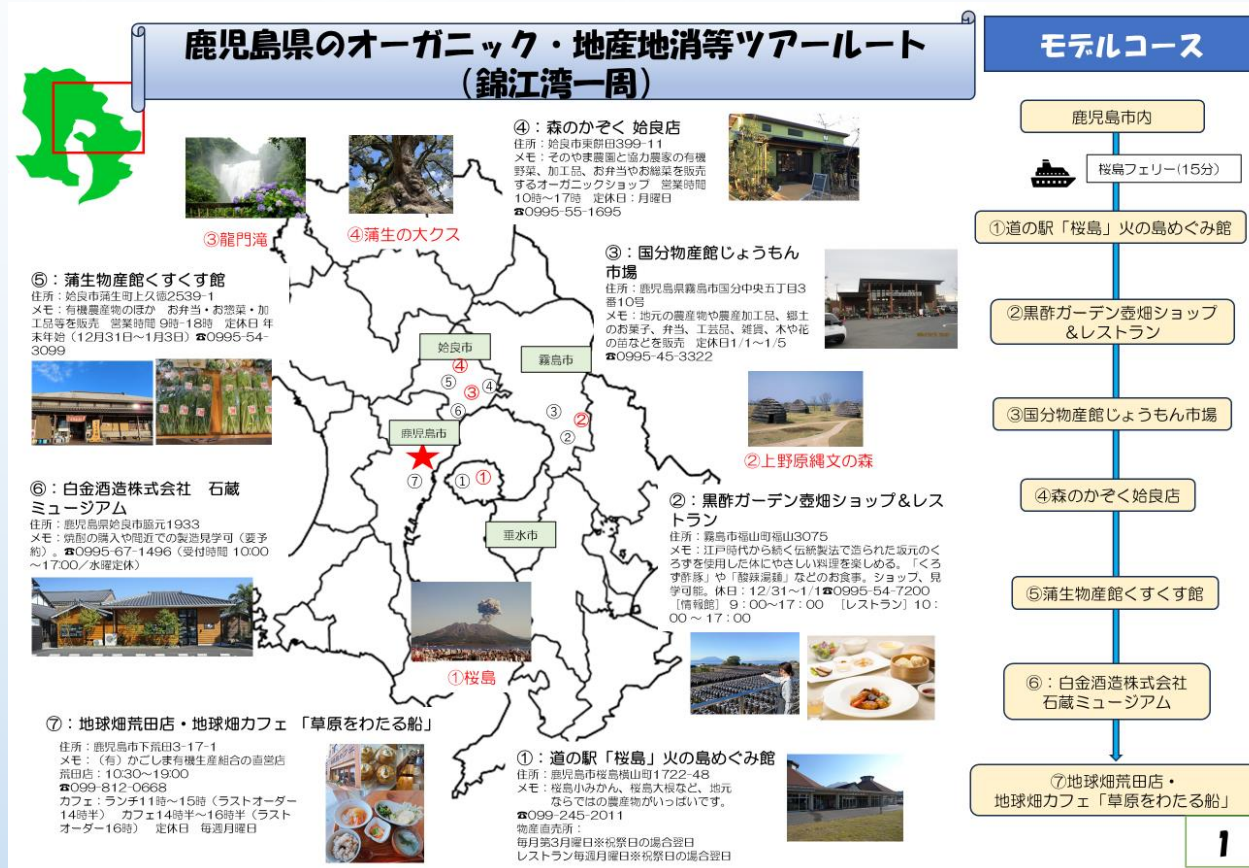 鹿児島県のオーガニック・地産地消等ツアールート
（錦江湾一周）
③龍門滝
④蒲生の大クス
④：森のかぞく 姶良店
住所：姶良市東餅田399-11
メモ：そのやま農園と協力農家の有機
野菜、加工品、お弁当やお総菜を販売
するオーガニックショップ　営業時間
10時～17時　定休日：月曜日
☎0995-55-1695
⑤：蒲生物産館くすくす館
住所：姶良市蒲生町上久徳2539-1
メモ：有機農産物のほか　お弁当・お惣菜・加
工品等を販売　営業時間 9時-18時　定休日 年
末年始（12月31日～1月3日）☎0995-54-
3099
③：国分物産館じょうもん
市場
住所：鹿児島県霧島市国分中央五丁目3
番10号
メモ：地元の農産物や農産加工品、郷土
のお菓子、弁当、工芸品、雑貨、木や花
の苗などを販売　定休日1/1～1/5
☎0995-45-3322
②上野原縄文の森
姶良市
霧島市
鹿児島市
垂水市
④
⑤
④
③
⑥
③
②
②
⑦
①
①
⑥：白金酒造株式会社　石蔵
ミュージアム
住所：鹿児島県姶良市脇元1933
メモ：焼酎の購入や間近での製造見学可（要予
約）。☎0995-67-1496（受付時間 10:00
～17:00／水曜定休）
②：黒酢ガーデン壺畑ショップ＆レス
トラン
住所：霧島市福山町福山3075
メモ：江戸時代から続く伝統製法で造られた坂元のく
ろずを使用した体にやさしい料理を楽しめる。「くろ
ず酢豚」や「酸辣湯麺」などのお食事。ショップ、見
学可能。休日：12/31～1/1☎0995-54-7200
［情報館］９：00～17：00　［レストラン］10：
00 ～ 17：00
①桜島
⑦：地球畑荒田店・地球畑カフェ 「草原をわたる船」
住所：鹿児島市下荒田3-17-1
メモ：（有）かごしま有機生産組合の直営店
荒田店：10:30～19:00
☎099-812-0668
カフェ：ランチ11時～15時（ラストオーダー
14時半）　カフェ14時半～16時半（ラスト
オーダー16時）　定休日　毎週月曜日
①：道の駅「桜島」火の島めぐみ館
住所：鹿児島市桜島横山町1722-48
メモ：桜島小みかん、桜島大根など、地元
ならではの農産物がいっぱいです。
☎099-245-2011
物産直売所：
毎月第3月曜日※祝祭日の場合翌日
レストラン毎週月曜日※祝祭日の場合翌日
モデルコース
鹿児島市内
桜島フェリー(15分)
①道の駅「桜島」火の島めぐみ館
②黒酢ガーデン壺畑ショップ
＆レストラン
③国分物産館じょうもん市場
④森のかぞく姶良店
⑤蒲生物産館くすくす館
⑥：白金酒造株式会社
石蔵ミュージアム
⑦地球畑荒田店・
地球畑カフェ「草原をわたる船」
1